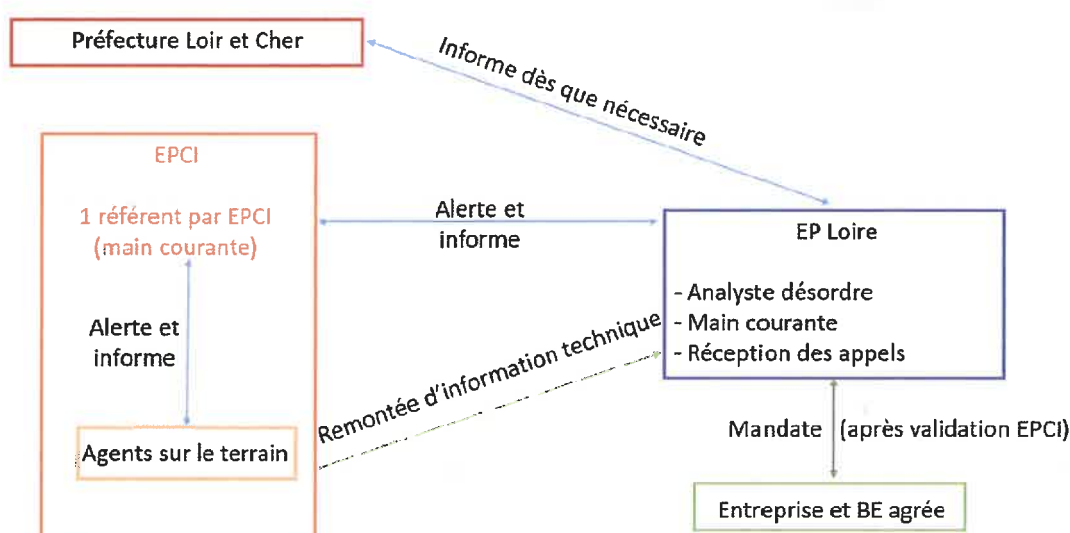 Préfecture Loir et Cher
Informe dès que nécessaire
EPCI
1 référent par EPCI
(main courante)
Alerte et
informe
Alerte et
informe
EP Loire
- Analyste désordre
- Main courante
- Réception des appels
Remontée d'information technique
Agents sur le terrain
Mandate (après validation EPCI)
Entreprise et BE agrée